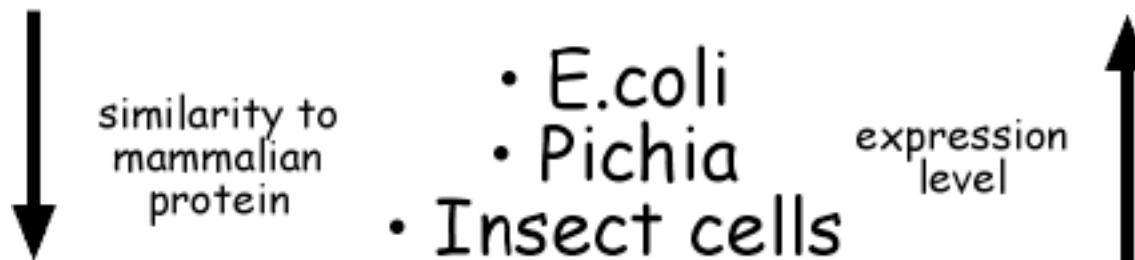 similarity to
mammalian
protein
• E.coli
• Pichia
• Insect cells
expression
level